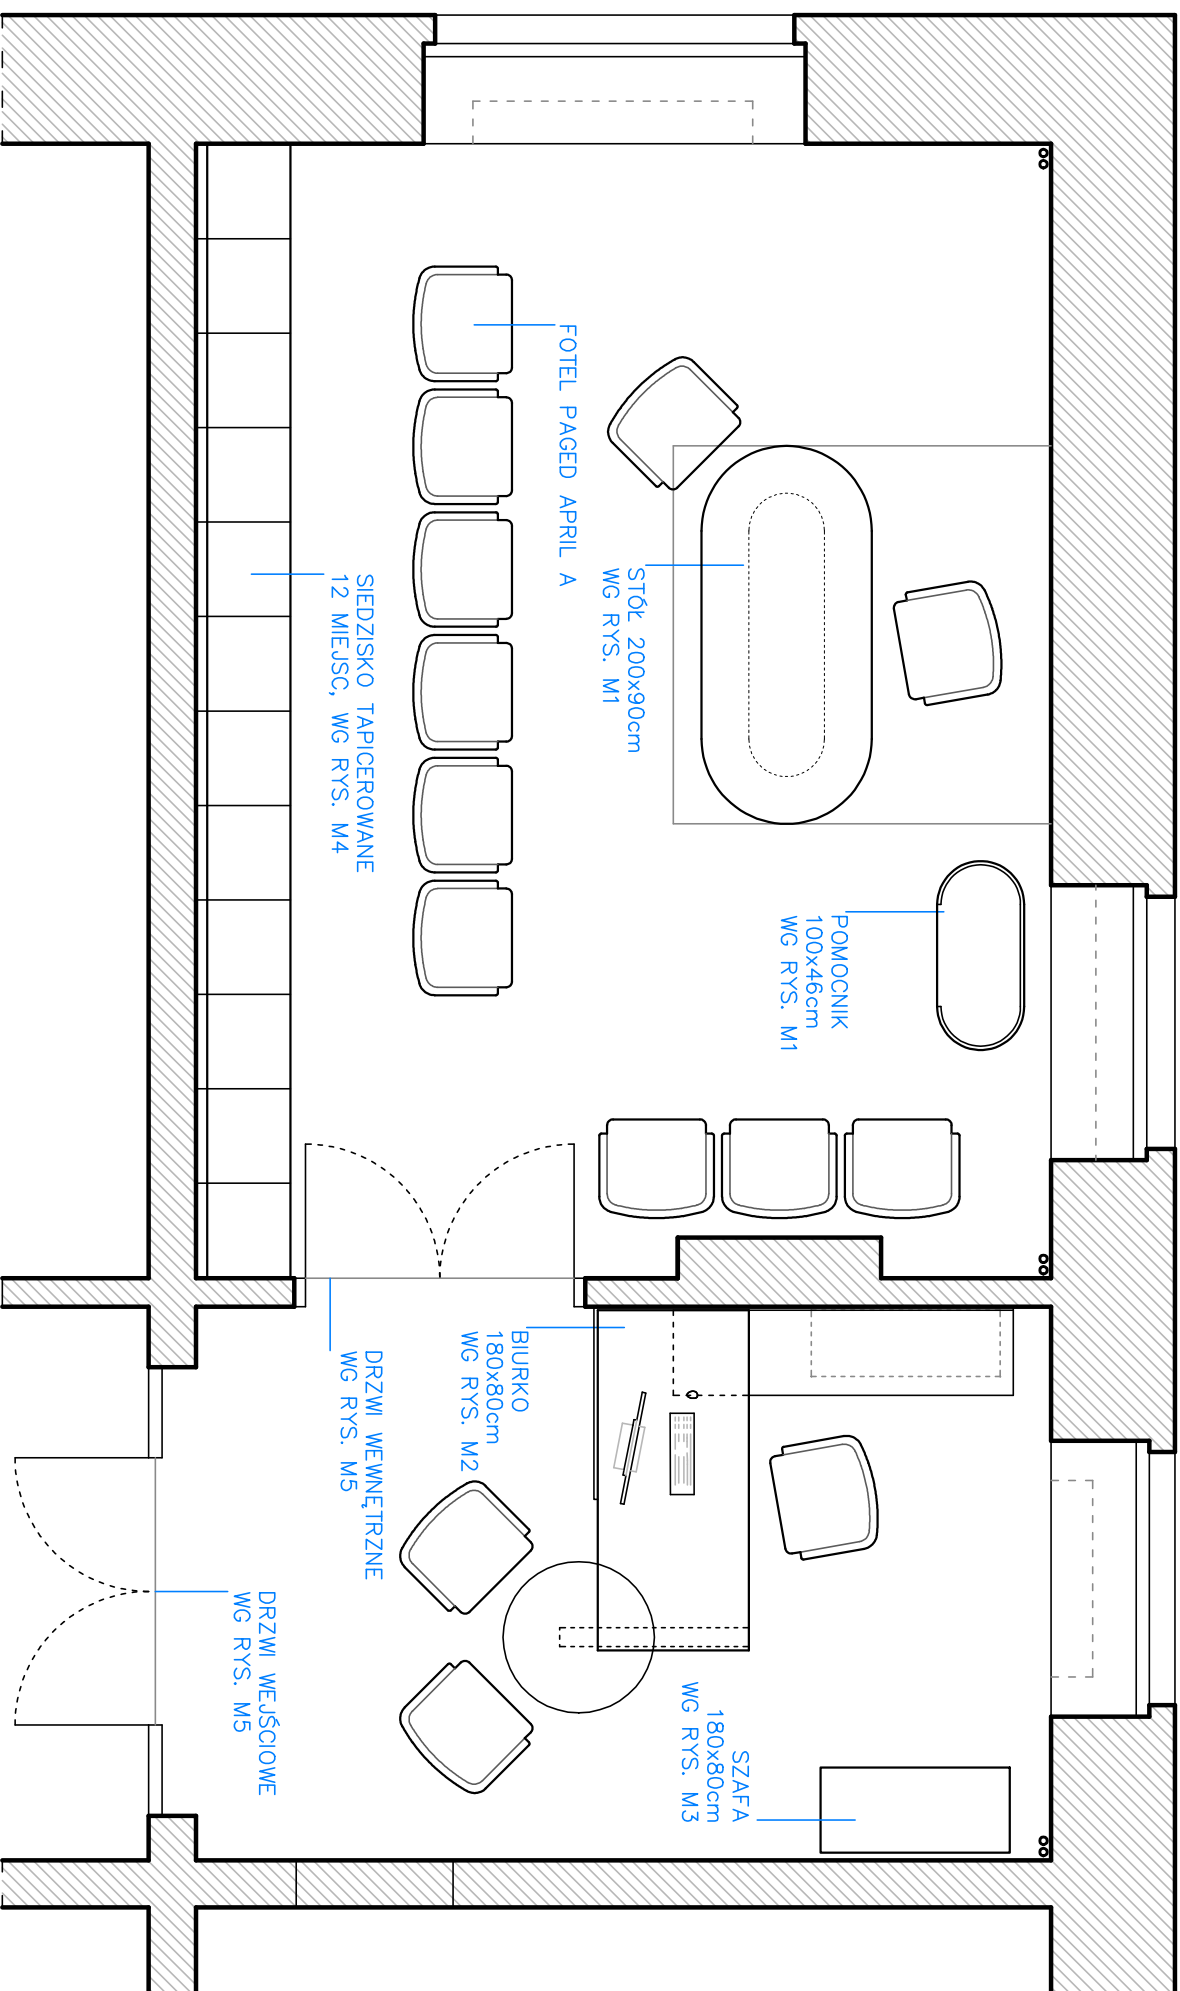 FOTEL PAGED APRIL A
SIEDZISKO TAPICEROWANE
12 MIEJSC, WG RYS. M4
STÓŁ 200x90cm
WG RYS. M1
POMOCNIK
100x46cm
WG RYS. M1
BIURKO
180x80cm
WG RYS. M2
DRZWI WEWNĘTRZNE
WG RYS. M5
DRZWI WEJŚCIOWE
WG RYS. M5
SZAFA
180x80cm
WG RYS. M3